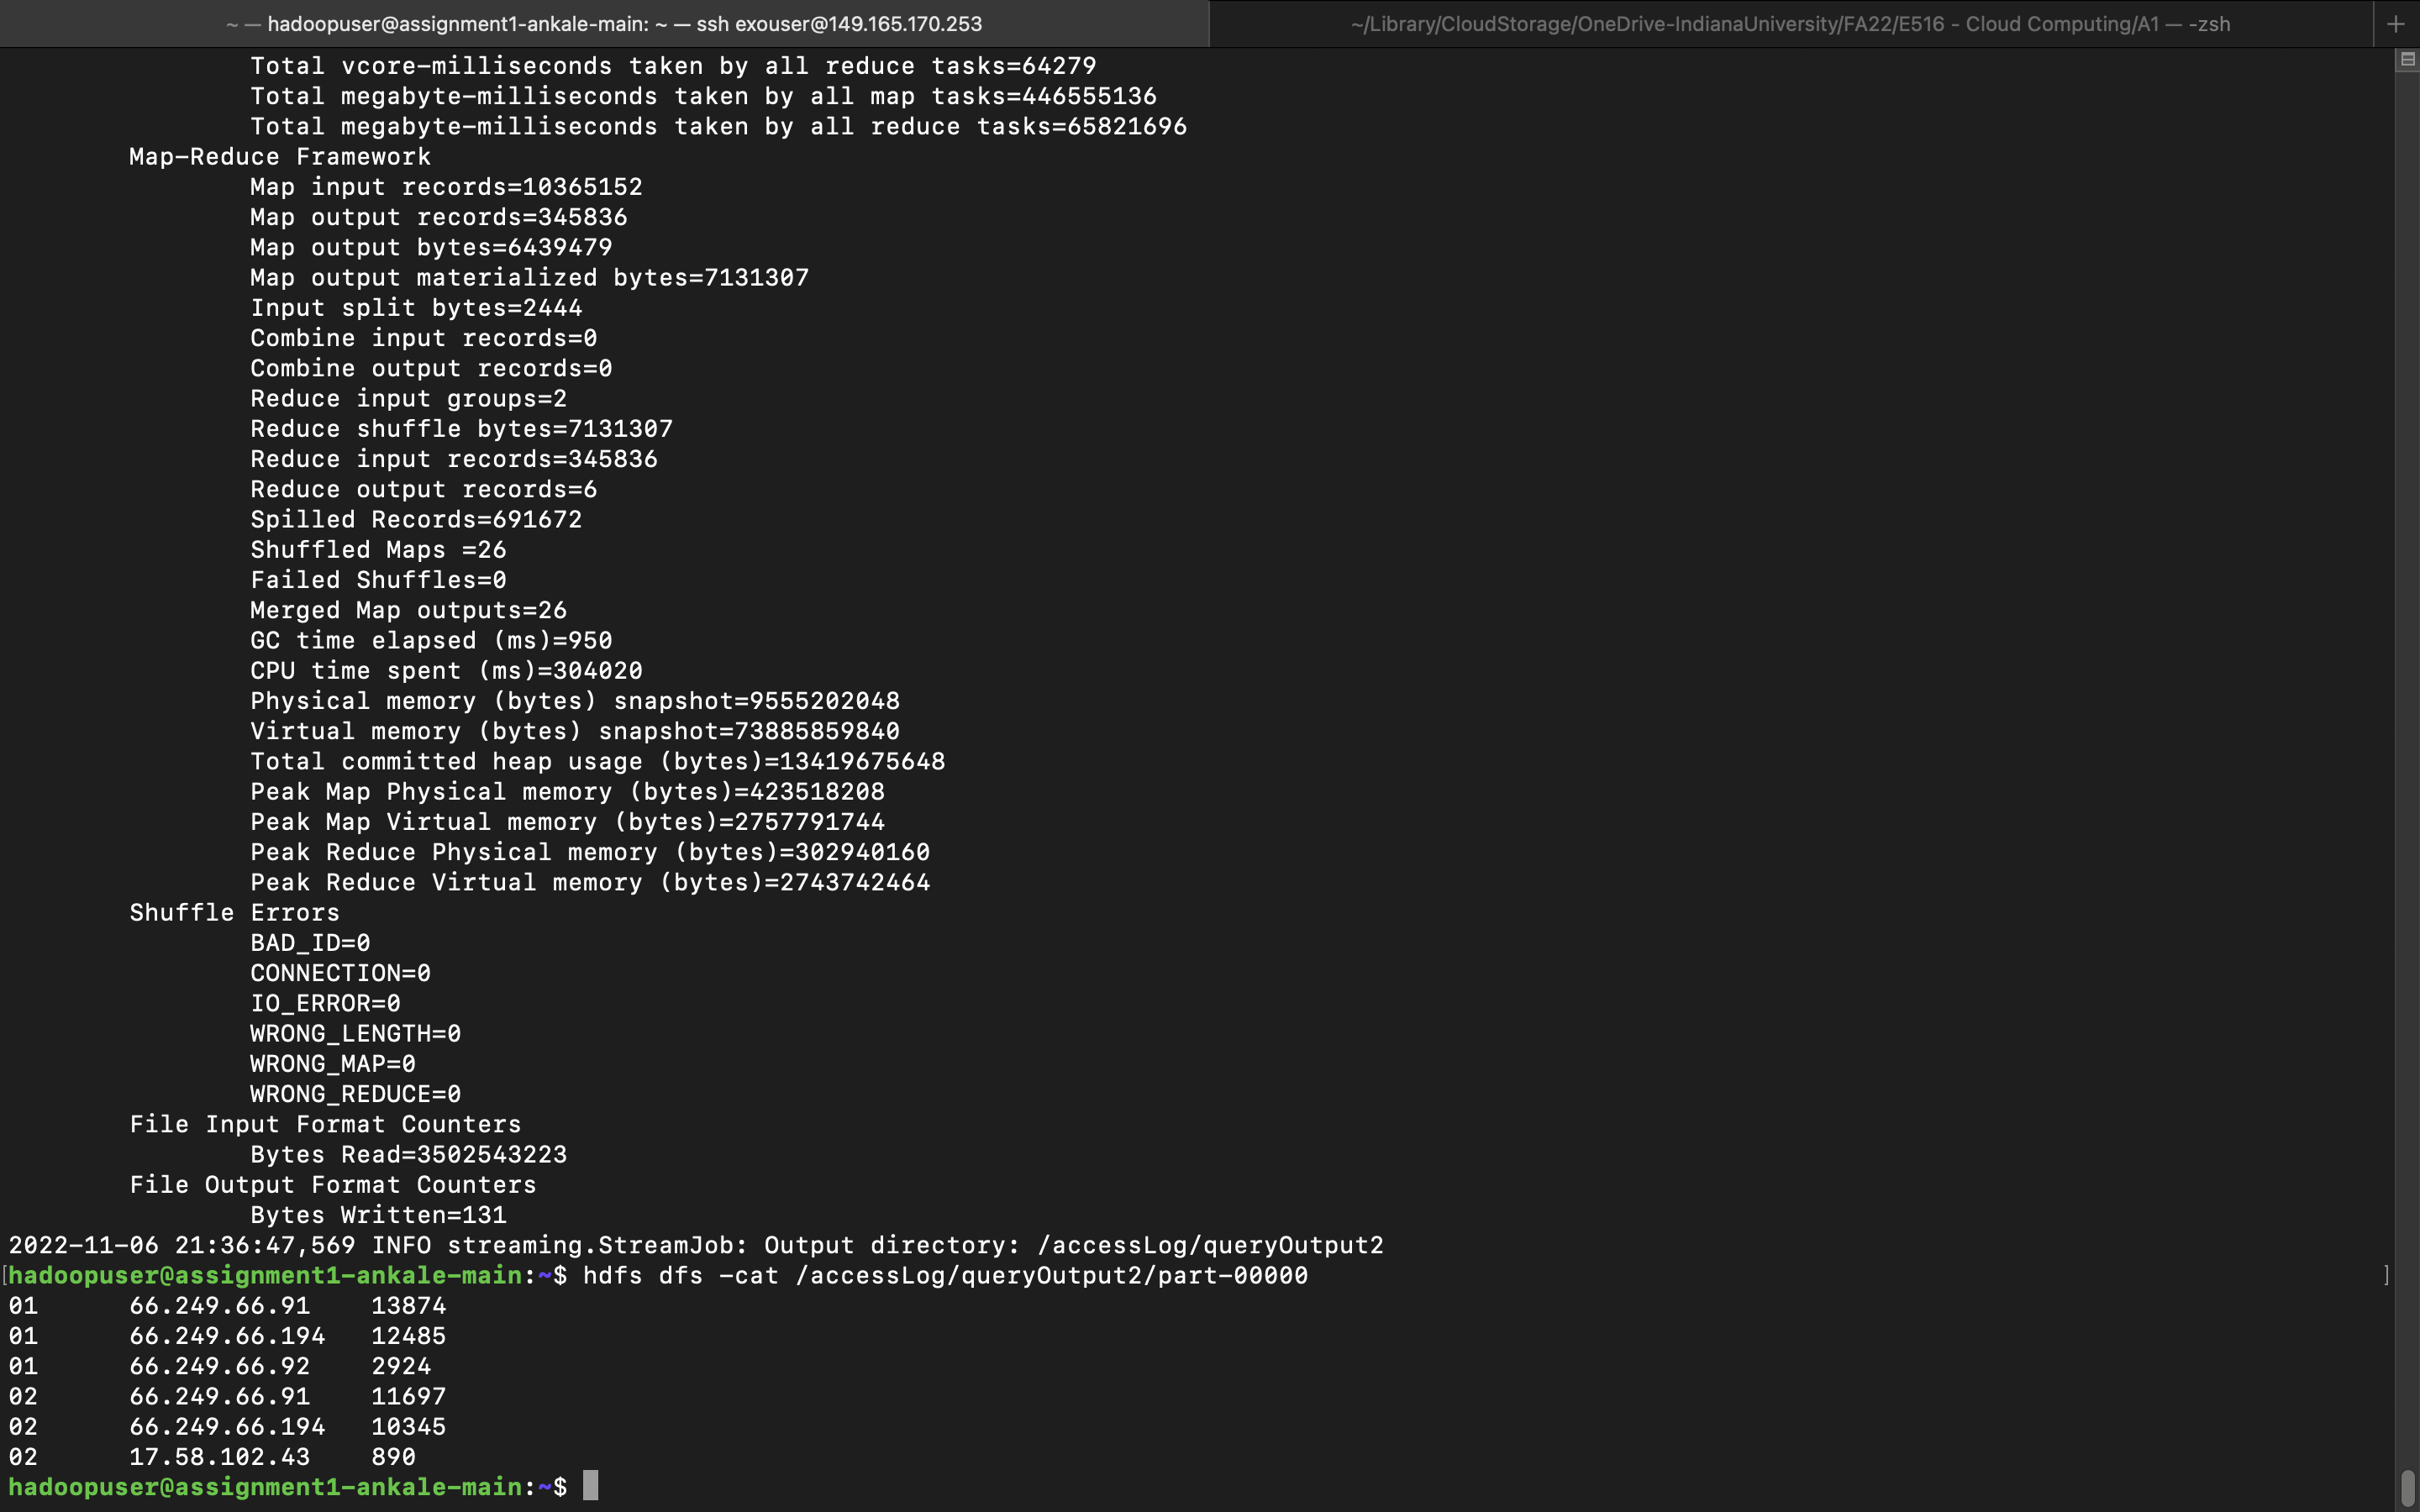 ~ — hadoopuser@assignment1-ankale-main: ~ — ssh exouser@149.165.170.253
~/Library/CloudStorage/OneDrive-IndianaUniversity/FA22/E516 - Cloud Computing/A1 — -zsh
+
Total vcore-milliseconds taken by all reduce tasks=64279
Total megabyte-milliseconds taken by all map tasks=446555136
Total megabyte-milliseconds taken by all reduce tasks=65821696
Map-Reduce Framework
Map input records=10365152
Map output records=345836
Map output bytes=6439479
Map output materialized bytes=7131307
Input split bytes=2444
Combine input records=0
Combine output records=0
Reduce input groups=2
Reduce shuffle bytes=7131307
Reduce input records=345836
Reduce output records=6
Spilled Records=691672
Shuffled Maps =26
Failed Shuffles=0
Merged Map outputs=26
GC time elapsed (ms)=950
CPU time spent (ms)=304020
Physical memory (bytes) snapshot=9555202048
Virtual memory (bytes) snapshot=73885859840
Total committed heap usage (bytes)=13419675648
Peak Map Physical memory (bytes)=423518208
Peak Map Virtual memory (bytes)=2757791744
Peak Reduce Physical memory (bytes)=302940160
Peak Reduce Virtual memory (bytes)=2743742464
Shuffle Errors
BAD_ID=0
CONNECTION=0
IO_ERROR=0
WRONG_LENGTH=0
WRONG_MAP=0
WRONG_REDUCE=0
File Input Format Counters
Bytes Read=3502543223
File Output Format Counters
Bytes Written=131
2022-11-06 21:36:47,569 INFO streaming.StreamJob: Output directory: /accessLog/queryOutput2
[hadoopuser@assignment1-ankale-main:~$ hdfs dfs -cat /accessLog/queryOutput2/part-00000 ]
01 66.249.66.91 13874
01 66.249.66.194 12485
01 66.249.66.92 2924
02 66.249.66.91 11697
02 66.249.66.194 10345
02 17.58.102.43 890
hadoopuser@assignment1-ankale-main:~$